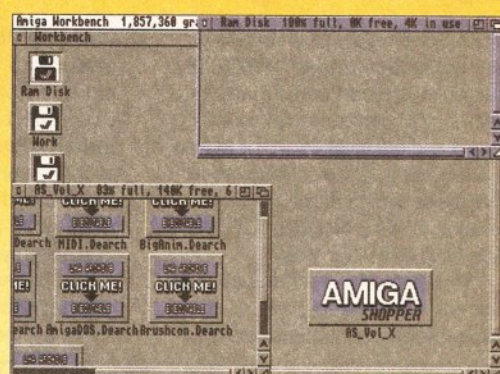 Amiga Workbench 1,857,360 gra
Ram Disk 100% full, 0K free, 4K in use
Workbench
Ram Disk
Work
AS_Vol_X 83% full, 140K free, 6
CLICK ME!
CLICK ME!
Dearch MIDI.Dearch BigAnim.Dearch
ME!
CLICK ME!
CLICK ME!
earch AmigaDOS.Dearch Brushcon.Dearch
AMIGA
SHOPPER
AS_Vol_X